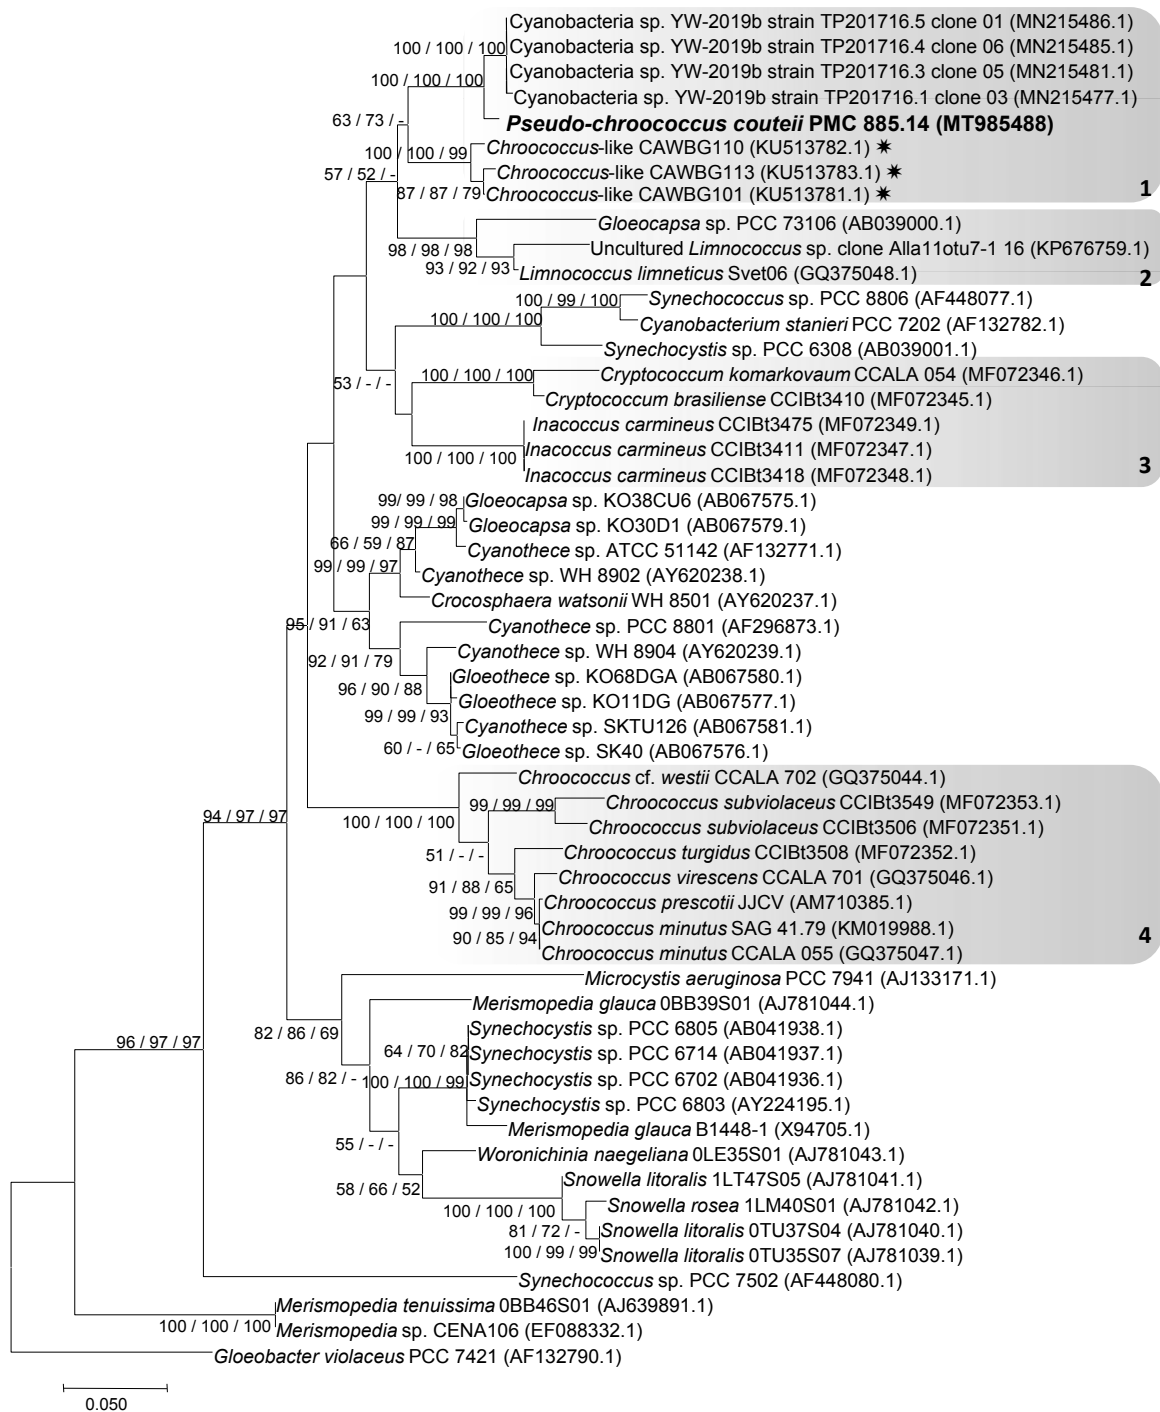 Cyanobacteria sp. YW-2019b strain TP201716.5 clone 01 (MN215486.1)
100 / 100 / 100
Cyanobacteria sp. YW-2019b strain TP201716.4 clone 06 (MN215485.1)
Cyanobacteria sp. YW-2019b strain TP201716.3 clone 05 (MN215481.1)
100 / 100 / 100
Cyanobacteria sp. YW-2019b strain TP201716.1 clone 03 (MN215477.1)
63 / 73 / -
Pseudo-chroococcus couteii PMC 885.14 (MT985488)
Chroococcus-like CAWBG110 (KU513782.1) ✷
100 / 100 / 99
57 / 52 / -
Chroococcus-like CAWBG113 (KU513783.1) ✷
87 / 87 / 79
Chroococcus-like CAWBG101 (KU513781.1) ✷
1
Gloeocapsa sp. PCC 73106 (AB039000.1)
98 / 98 / 98
Uncultured Limnococcus sp. clone Alla11otu7-1 16 (KP676759.1)
93 / 92 / 93
Limnococcus limneticus Svet06 (GQ375048.1)
2
100 / 99 / 100
Synechococcus sp. PCC 8806 (AF448077.1)
100 / 100 / 100
Cyanobacterium stanieri PCC 7202 (AF132782.1)
Synechocystis sp. PCC 6308 (AB039001.1)
53 / - / -
100 / 100 / 100
Cryptococcum komarkovaum CCALA 054 (MF072346.1)
Cryptococcum brasiliense CCIBt3410 (MF072345.1)
Inacoccus carmineus CCIBt3475 (MF072349.1)
Inacoccus carmineus CCIBt3411 (MF072347.1)
100 / 100 / 100
Inacoccus carmineus CCIBt3418 (MF072348.1)
3
99/ 99 / 98
Gloeocapsa sp. KO38CU6 (AB067575.1)
99 / 99 / 99
Gloeocapsa sp. KO30D1 (AB067579.1)
66 / 59 / 87
Cyanothece sp. ATCC 51142 (AF132771.1)
99 / 99 / 97
Cyanothece sp. WH 8902 (AY620238.1)
Crocosphaera watsonii WH 8501 (AY620237.1)
95 / 91 / 63
Cyanothece sp. PCC 8801 (AF296873.1)
92 / 91 / 79
Cyanothece sp. WH 8904 (AY620239.1)
Gloeothece sp. KO68DGA (AB067580.1)
96 / 90 / 88
Gloeothece sp. KO11DG (AB067577.1)
99 / 99 / 93
Cyanothece sp. SKTU126 (AB067581.1)
60 / - / 65
Gloeothece sp. SK40 (AB067576.1)
Chroococcus cf. westii CCALA 702 (GQ375044.1)
99 / 99 / 99
Chroococcus subviolaceus CCIBt3549 (MF072353.1)
94 / 97 / 97
100 / 100 / 100
Chroococcus subviolaceus CCIBt3506 (MF072351.1)
51 / - / -
Chroococcus turgidus CCIBt3508 (MF072352.1)
91 / 88 / 65
Chroococcus virescens CCALA 701 (GQ375046.1)
99 / 99 / 96
Chroococcus prescotii JJCV (AM710385.1)
Chroococcus minutus SAG 41.79 (KM019988.1)
90 / 85 / 94
Chroococcus minutus CCALA 055 (GQ375047.1)
4
Microcystis aeruginosa PCC 7941 (AJ133171.1)
Merismopedia glauca 0BB39S01 (AJ781044.1)
82 / 86 / 69
Synechocystis sp. PCC 6805 (AB041938.1)
96 / 97 / 97
64 / 70 / 82
Synechocystis sp. PCC 6714 (AB041937.1)
86 / 82 / -
100 / 100 / 99
Synechocystis sp. PCC 6702 (AB041936.1)
Synechocystis sp. PCC 6803 (AY224195.1)
Merismopedia glauca B1448-1 (X94705.1)
55 / - / -
Woronichinia naegeliana 0LE35S01 (AJ781043.1)
Snowella litoralis 1LT47S05 (AJ781041.1)
58 / 66 / 52
Snowella rosea 1LM40S01 (AJ781042.1)
100 / 100 / 100
81 / 72 / -
Snowella litoralis 0TU37S04 (AJ781040.1)
100 / 99 / 99
Snowella litoralis 0TU35S07 (AJ781039.1)
Synechococcus sp. PCC 7502 (AF448080.1)
Merismopedia tenuissima 0BB46S01 (AJ639891.1)
100 / 100 / 100
Merismopedia sp. CENA106 (EF088332.1)
Gloeobacter violaceus PCC 7421 (AF132790.1)
0.050